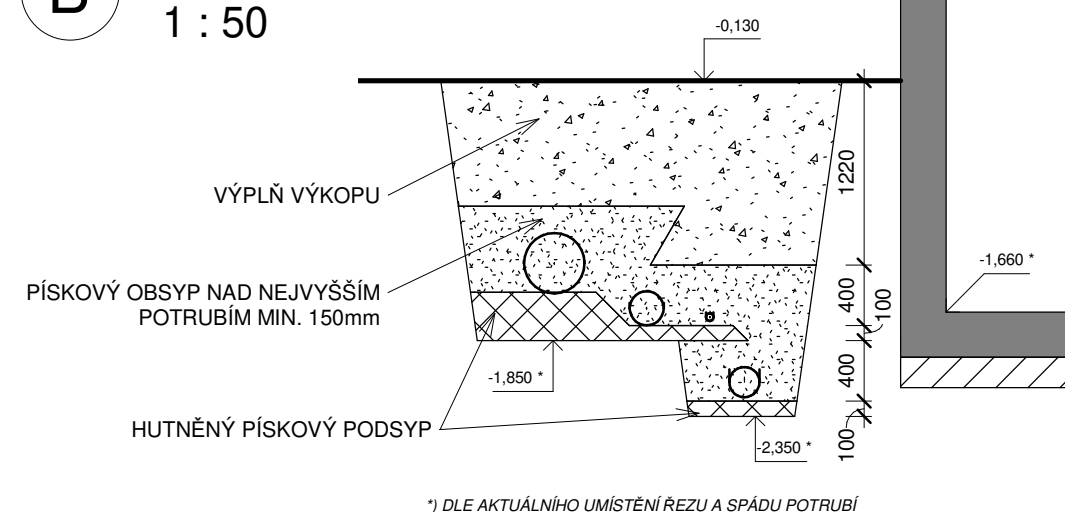 B
1 : 50
-0,130
VÝPLŇ VÝKOPU
PÍSKOVÝ OBSYP NAD NEJVYŠŠÍM
POTRUBÍM MIN. 150mm
HUTNĚNÝ PÍSKOVÝ PODSYP
-1,850 *
-2,350 *
1220
400
100
400
100
-1,660 *
*) DLE AKTUÁLNÍHO UMÍSTĚNÍ ŘEZU A SPÁDU POTRUBÍ